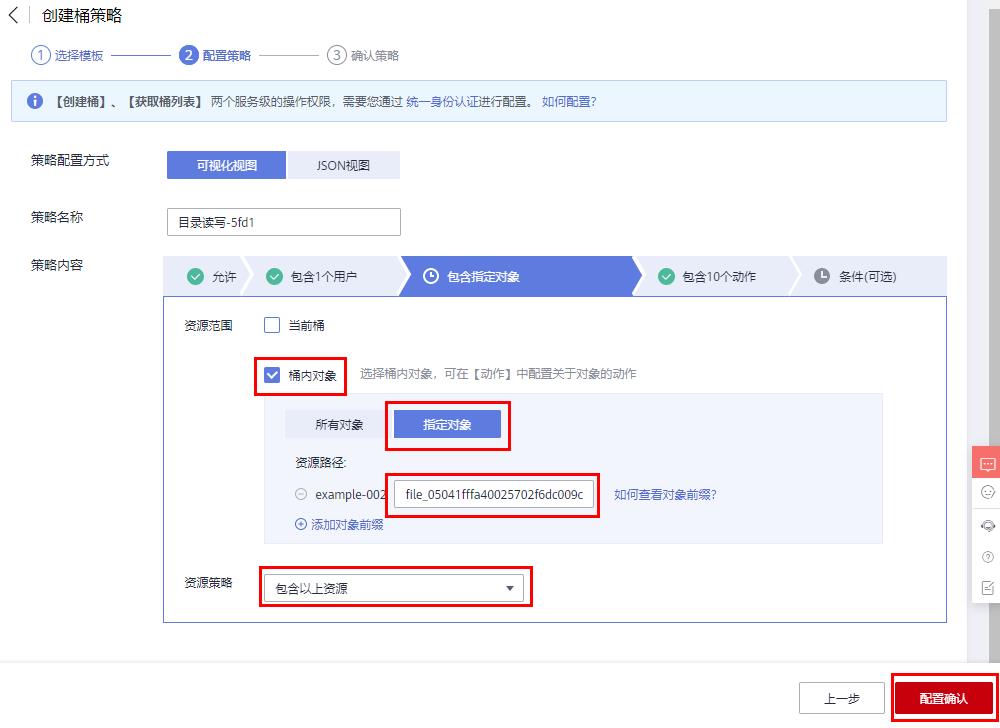 创建桶策略
1 选择模板 2 配置策略 3 确认策略
【创建桶】、【获取桶列表】 两个服务级的操作权限，需要您通过 统一身份认证进行配置。 如何配置?
策略配置方式 可视化视图 JSON视图
策略名称 目录读写-5fd1
策略内容 允许 包含1个用户 包含指定对象 包含10个动作 条件(可选)
资源范围 当前桶
桶内对象 选择桶内对象，可在【动作】中配置关于对象的动作
所有对象 指定对象
资源路径:
example-002 file_05041fffa40025702f6dc009c 如何查看对象前缀?
添加对象前缀
资源策略 包含以上资源
上一步 配置确认